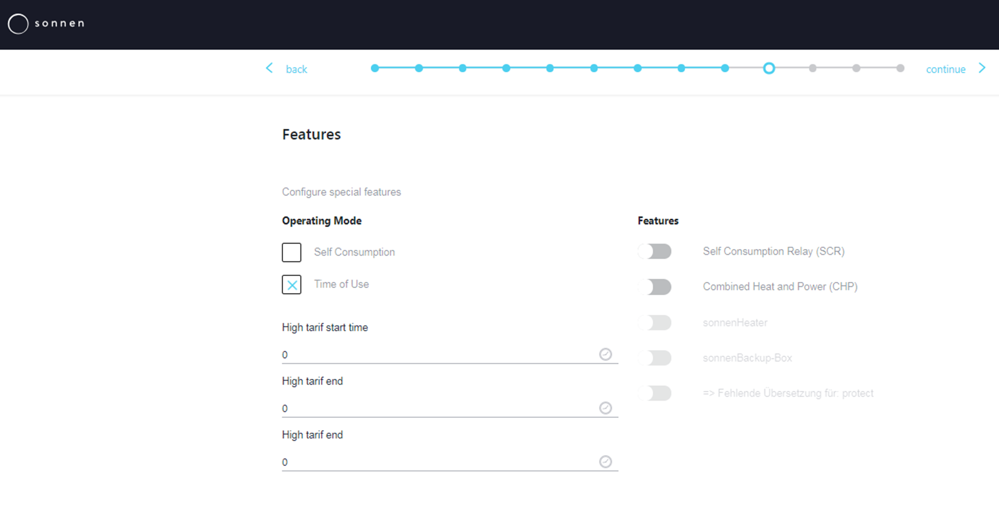 sonnen
back
continue
Features
Configure special features
Operating Mode
Self Consumption
Time of Use
High tarif start time
0
High tarif end
0
High tarif end
0
Features
Self Consumption Relay (SCR)
Combined Heat and Power (CHP)
sonnenHeater
sonnenBackup-Box
=> Fehlende Übersetzung für: protect